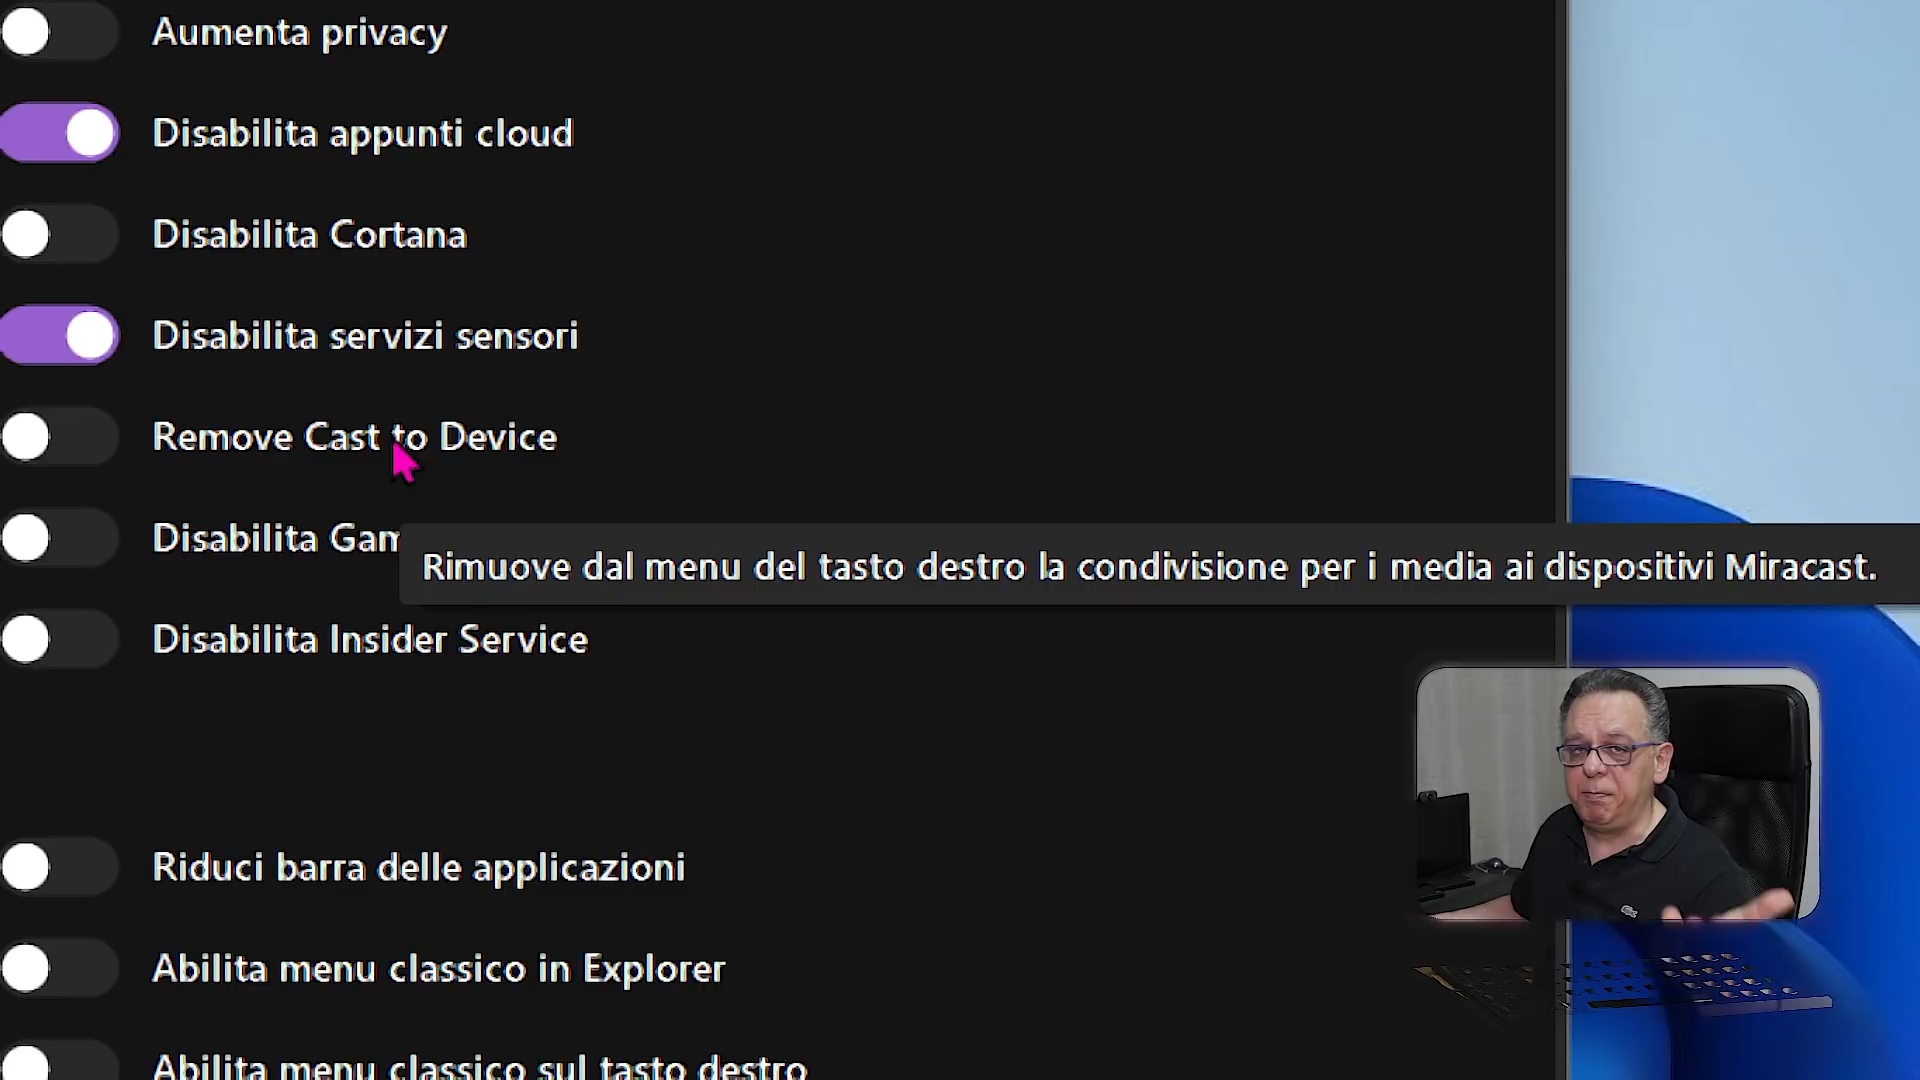 Aumenta privacy
Disabilita appunti cloud
Disabilita Cortana
Disabilita servizi sensori
Remove Cast to Device
Disabilita Gam
Rimuove dal menu del tasto destro la condivisione per i media ai dispositivi Miracast.
Disabilita Insider Service
Riduci barra delle applicazioni
Abilita menu classico in Explorer
Abilita menu classico sul tasto destro